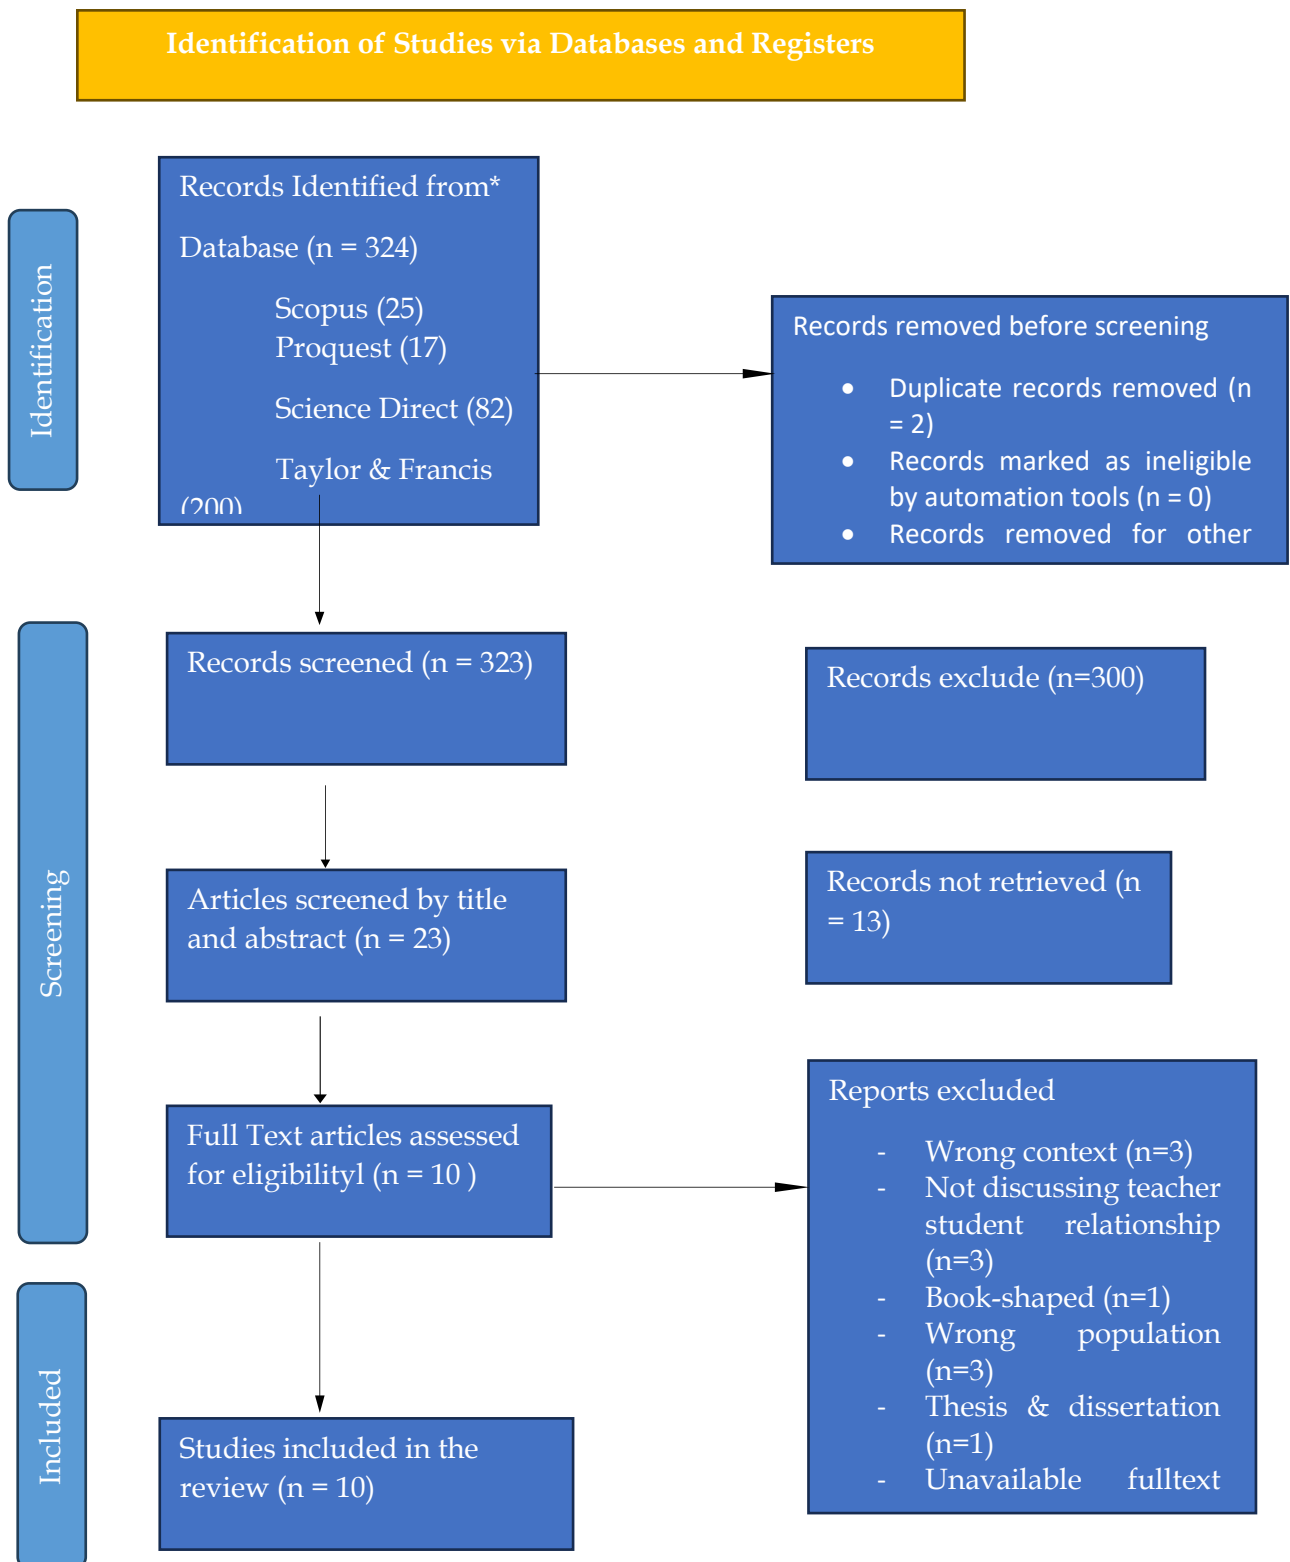 Identification of Studies via Databases and Registers
Identification
Records Identified from*
Database (n = 324)
Scopus (25)
Proquest (17)
Science Direct (82)
Taylor & Francis
(200)
Records removed before screening
• Duplicate records removed (n
= 2)
• Records marked as ineligible
by automation tools (n = 0)
• Records removed for other
Screening
Records screened (n = 323)
Records exclude (n=300)
Articles screened by title
and abstract (n = 23)
Records not retrieved (n
= 13)
Full Text articles assessed
for eligibilityl (n = 10 )
Reports excluded
- Wrong context (n=3)
- Not discussing teacher
student relationship
(n=3)
- Book-shaped (n=1)
- Wrong population
(n=3)
- Thesis & dissertation
(n=1)
- Unavailable fulltext
Included
Studies included in the
review (n = 10)